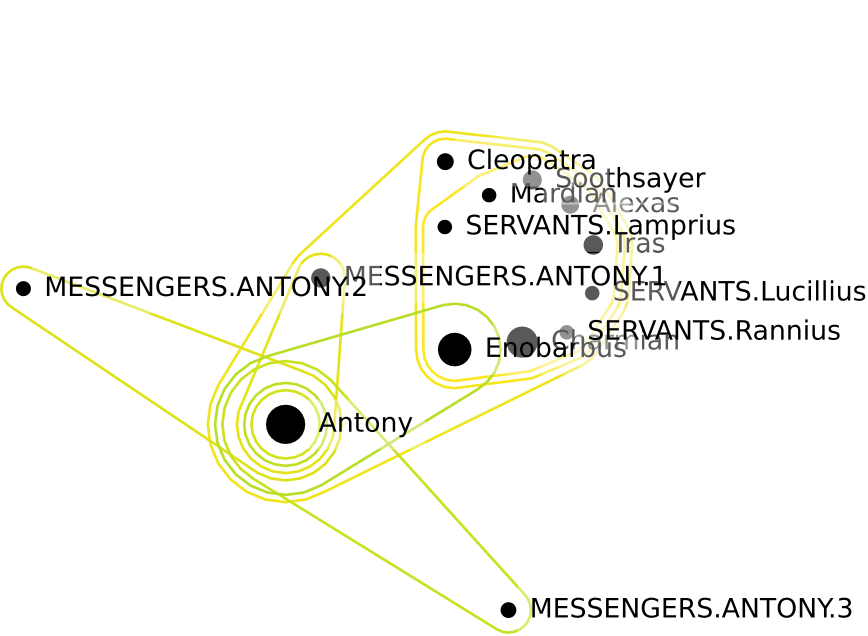 Cleopatra
Soothsayer
Mardian
Alexas
SERVANTS.Lamprius
Iras
MESSENGERS.ANTONY.1
MESSENGERS.ANTONY.2
SERVANTS.Lucillius
SERVANTS.Rannius
Charmian
Enobarbus
Antony
MESSENGERS.ANTONY.3